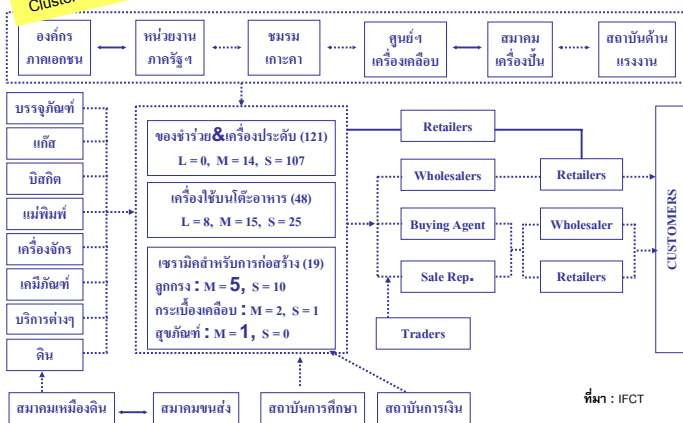 Cluster
องค์กร
ภาคเอกชน
หน่วยงาน
ภาครัฐฯ
ชมรม
เกาะคา
ศูนย์ฯ
เครื่องเคลือบ
สมาคม
เครื่องปั้น
สถาบันด้าน
แรงงาน
บรรจุภัณฑ์
แก๊ส
บิสกิต
แม่พิมพ์
เครื่องจักร
เคมีภัณฑ์
บริการต่างๆ
ดิน
ของชำร่วย&เครื่องประดับ (121)
L = 0, M = 14, S = 107
เครื่องใช้บนโต๊ะอาหาร (48)
L = 8, M = 15, S = 25
เซรามิคสำหรับการก่อสร้าง (19)
ลูกกรง : M = 5, S = 10
กระเบื้องเคลือบ : M = 2, S = 1
สุขภัณฑ์ : M = 1, S = 0
Retailers
Wholesalers
Retailers
Buying Agent
Wholesaler
Sale Rep.
Retailers
Traders
CUSTOMERS
สมาคมเหมืองดิน
สมาคมขนส่ง
สถาบันการศึกษา
สถาบันการเงิน
ที่มา : IFCT